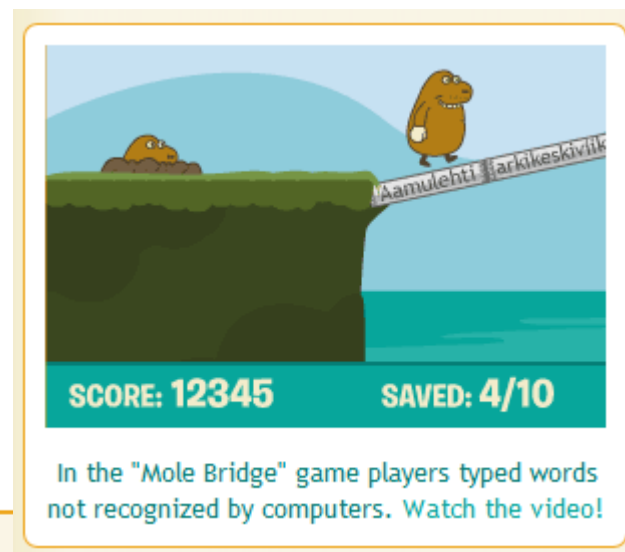 Aamulehti arkikeskiviik
SCORE: 12345 SAVED: 4/10
In the "Mole Bridge" game players typed words
not recognized by computers. Watch the video!